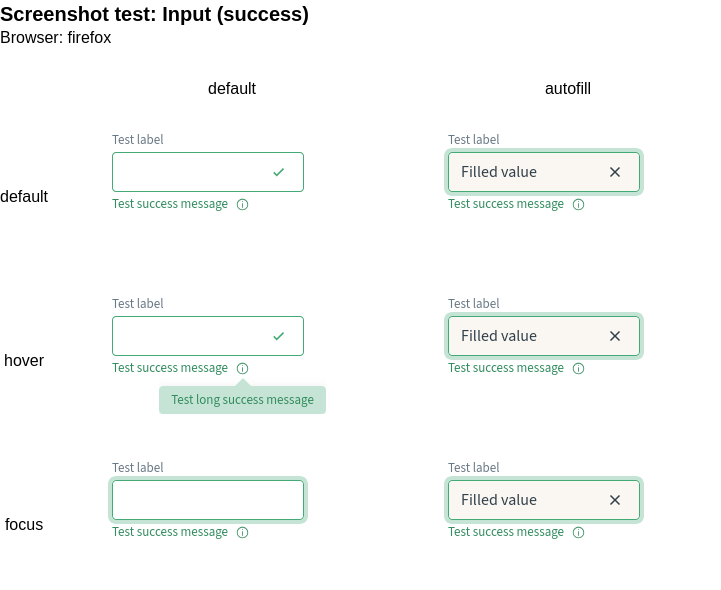 Screenshot test: Input (success)
Browser: firefox
default autofill
Test label Test label
Filled value
default
Test success message Test success message
Test label Test label
Filled value
hover
Test success message Test success message
Test long success message
Test label Test label
Filled value
focus
Test success message Test success message